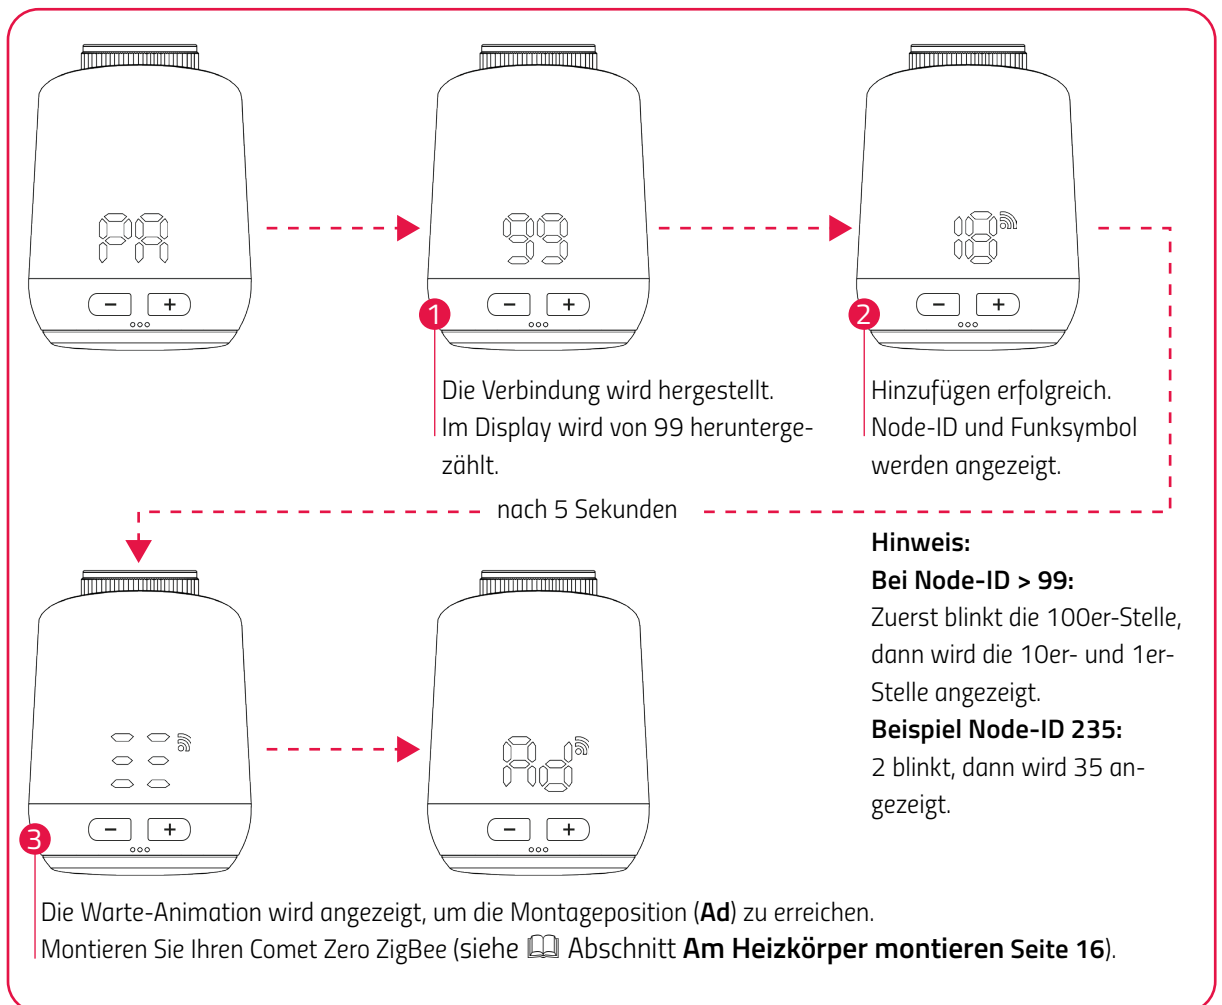 PA
99
18
− +
− +
− +
1
2
Die Verbindung wird hergestellt.
Im Display wird von 99 herunterge-
zählt.
Hinzufügen erfolgreich.
Node-ID und Funksymbol
werden angezeigt.
nach 5 Sekunden
Hinweis:
Bei Node-ID > 99:
Zuerst blinkt die 100er-Stelle,
dann wird die 10er- und 1er-
Stelle angezeigt.
Beispiel Node-ID 235:
2 blinkt, dann wird 35 an-
gezeigt.
Ad
− +
− +
3
Die Warte-Animation wird angezeigt, um die Montageposition (Ad) zu erreichen.
Montieren Sie Ihren Comet Zero ZigBee (siehe Abschnitt Am Heizkörper montieren Seite 16).